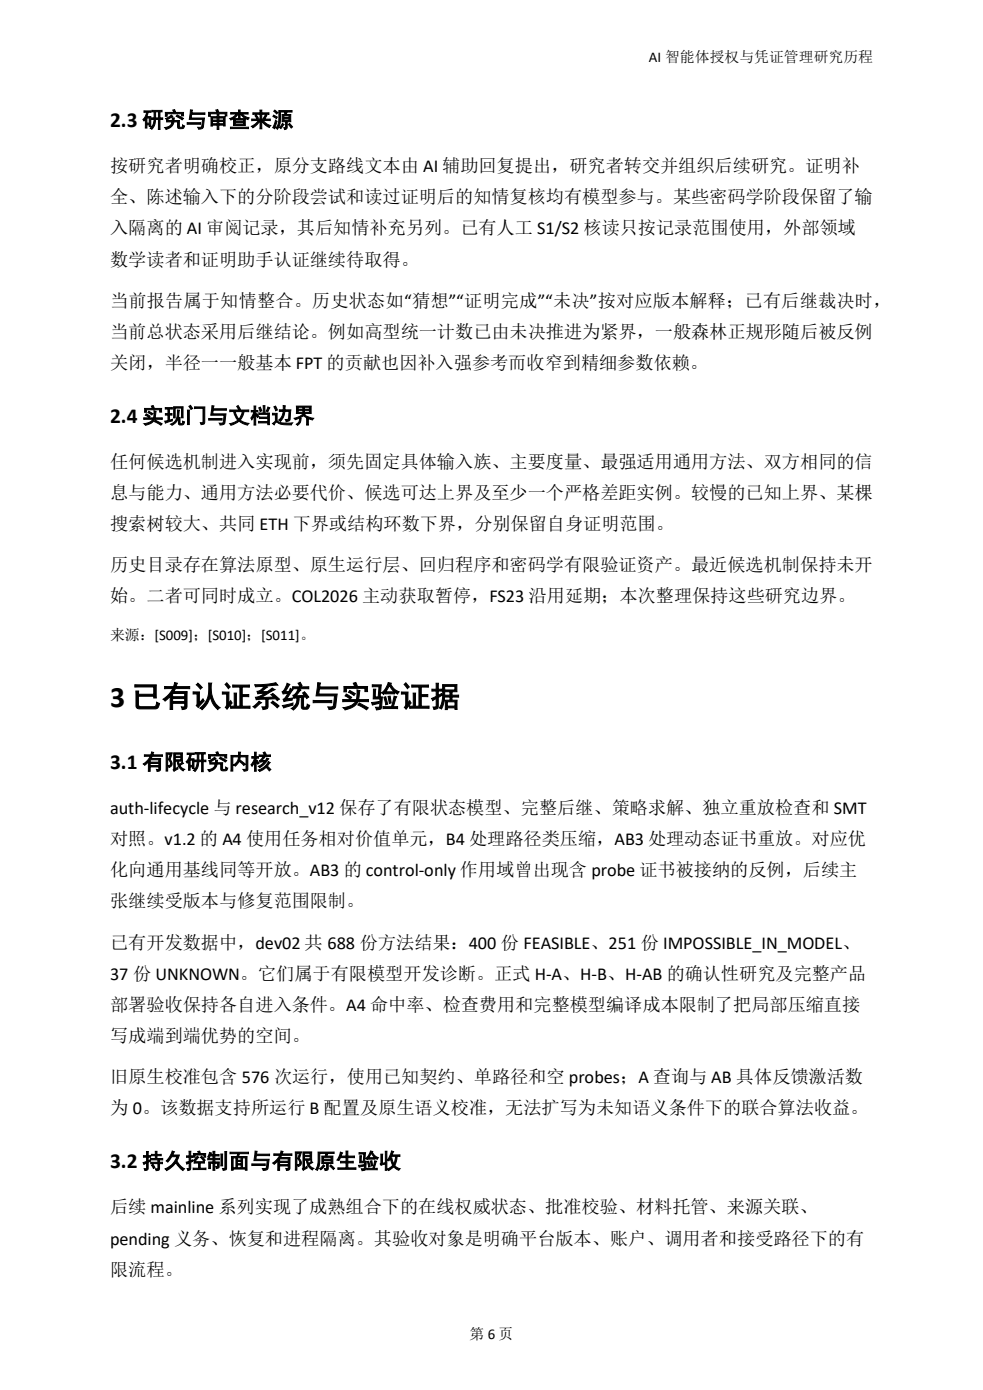 AI 智能体授权与凭证管理研究历程
2.3 研究与审查来源
按研究者明确校正，原分支路线文本由 AI 辅助回复提出，研究者转交并组织后续研究。证明补
全、陈述输入下的分阶段尝试和读过证明后的知情复核均有模型参与。某些密码学阶段保留了输
入隔离的 AI 审阅记录，其后知情补充另列。已有人工 S1/S2 核读只按记录范围使用，外部领域
数学读者和证明助手认证继续待取得。
当前报告属于知情整合。历史状态如“猜想”“证明完成”“未决”按对应版本解释；已有后继裁决时，
当前总状态采用后继结论。例如高型统一计数已由未决推进为紧界，一般森林正规形随后被反例
关闭，半径一一般基本 FPT 的贡献也因补入强参考而收窄到精细参数依赖。
2.4 实现门与文档边界
任何候选机制进入实现前，须先固定具体输入族、主要度量、最强适用通用方法、双方相同的信
息与能力、通用方法必要代价、候选可达上界及至少一个严格差距实例。较慢的已知上界、某棵
搜索树较大、共同 ETH 下界或结构环数下界，分别保留自身证明范围。
历史目录存在算法原型、原生运行层、回归程序和密码学有限验证资产。最近候选机制保持未开
始。二者可同时成立。COL2026 主动获取暂停，FS23 沿用延期；本次整理保持这些研究边界。
来源：[S009]；[S010]；[S011]。
3 已有认证系统与实验证据
3.1 有限研究内核
auth-lifecycle 与 research_v12 保存了有限状态模型、完整后继、策略求解、独立重放检查和 SMT
对照。v1.2 的 A4 使用任务相对价值单元，B4 处理路径类压缩，AB3 处理动态证书重放。对应优
化向通用基线同等开放。AB3 的 control-only 作用域曾出现含 probe 证书被接纳的反例，后续主
张继续受版本与修复范围限制。
已有开发数据中，dev02 共 688 份方法结果：400 份 FEASIBLE、251 份 IMPOSSIBLE_IN_MODEL、
37 份 UNKNOWN。它们属于有限模型开发诊断。正式 H-A、H-B、H-AB 的确认性研究及完整产品
部署验收保持各自进入条件。A4 命中率、检查费用和完整模型编译成本限制了把局部压缩直接
写成端到端优势的空间。
旧原生校准包含 576 次运行，使用已知契约、单路径和空 probes；A 查询与 AB 具体反馈激活数
为 0。该数据支持所运行 B 配置及原生语义校准，无法扩写为未知语义条件下的联合算法收益。
3.2 持久控制面与有限原生验收
后续 mainline 系列实现了成熟组合下的在线权威状态、批准校验、材料托管、来源关联、
pending 义务、恢复和进程隔离。其验收对象是明确平台版本、账户、调用者和接受路径下的有
限流程。
第 6 页